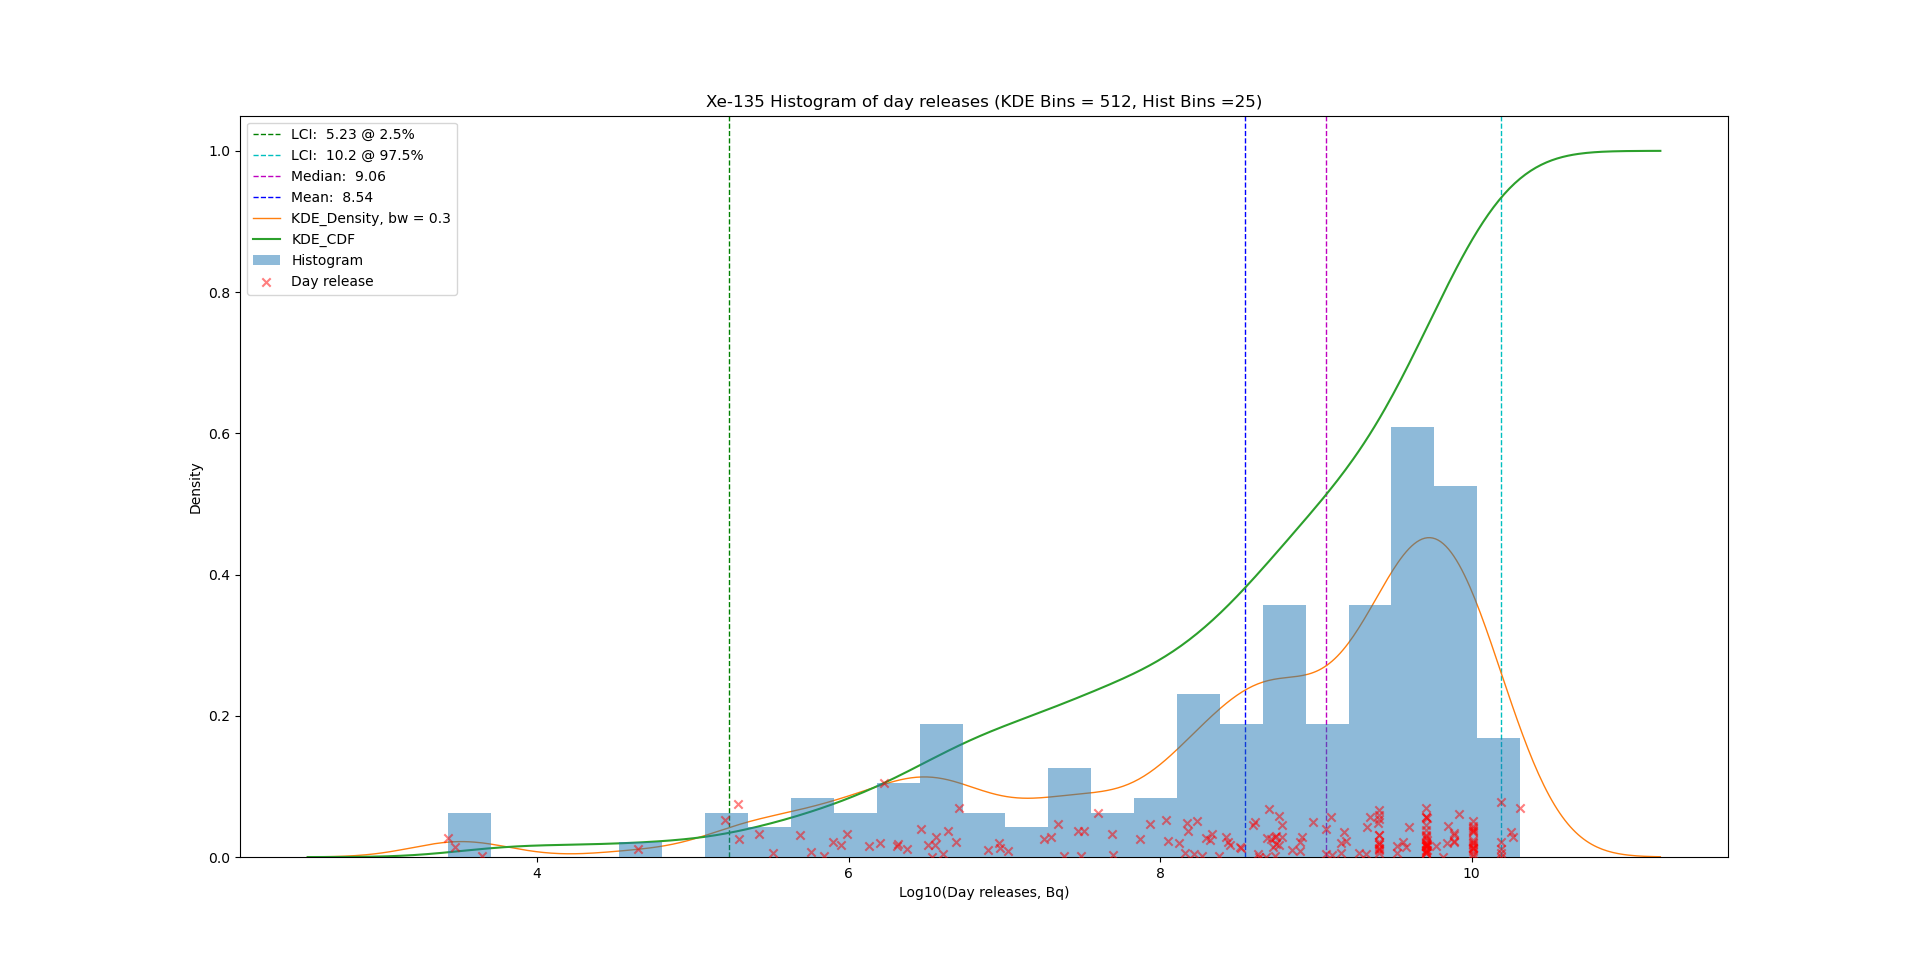 Xe-135 Histogram of day releases (KDE Bins = 512, Hist Bins =25)
LCI:  5.23 @ 2.5%
LCI:  10.2 @ 97.5%
Median:  9.06
Mean:  8.54
KDE_Density, bw = 0.3
KDE_CDF
Histogram
Day release
1.0
0.8
0.6
0.4
0.2
0.0
Density
4 6 8 10
Log10(Day releases, Bq)